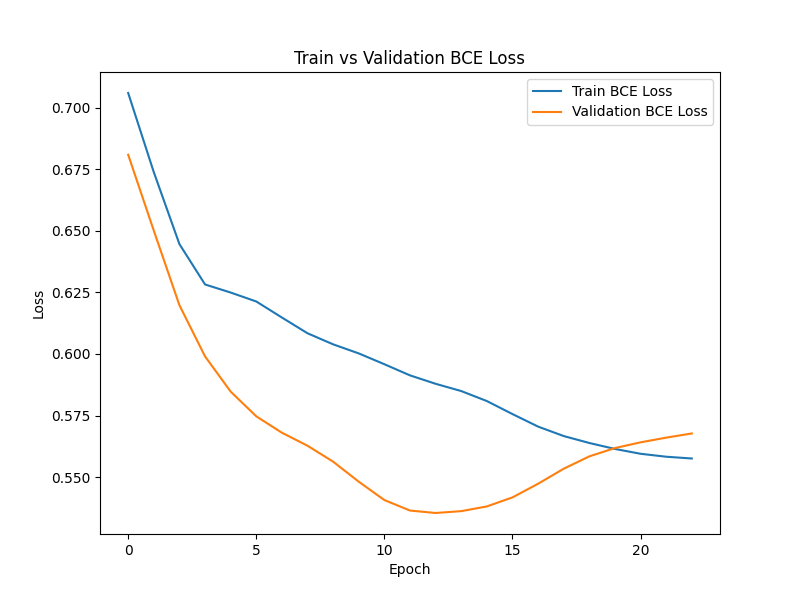 Train vs Validation BCE Loss
Train BCE Loss
Validation BCE Loss
0.700
0.675
0.650
0.625
0.600
0.575
0.550
Loss
0 5 10 15 20
Epoch